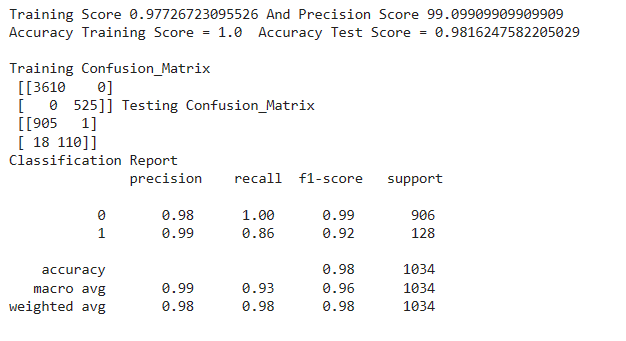 Training Score 0.97726723095526 And Precision Score 99.09909909909909
Accuracy Training Score = 1.0  Accuracy Test Score = 0.9816247582205029

Training Confusion_Matrix
 [[3610    0]
 [   0  525]] Testing Confusion_Matrix
 [[905   1]
 [ 18 110]]
Classification Report
               precision    recall  f1-score   support

           0       0.98      1.00      0.99       906
           1       0.99      0.86      0.92       128

    accuracy                           0.98      1034
   macro avg       0.99      0.93      0.96      1034
weighted avg       0.98      0.98      0.98      1034